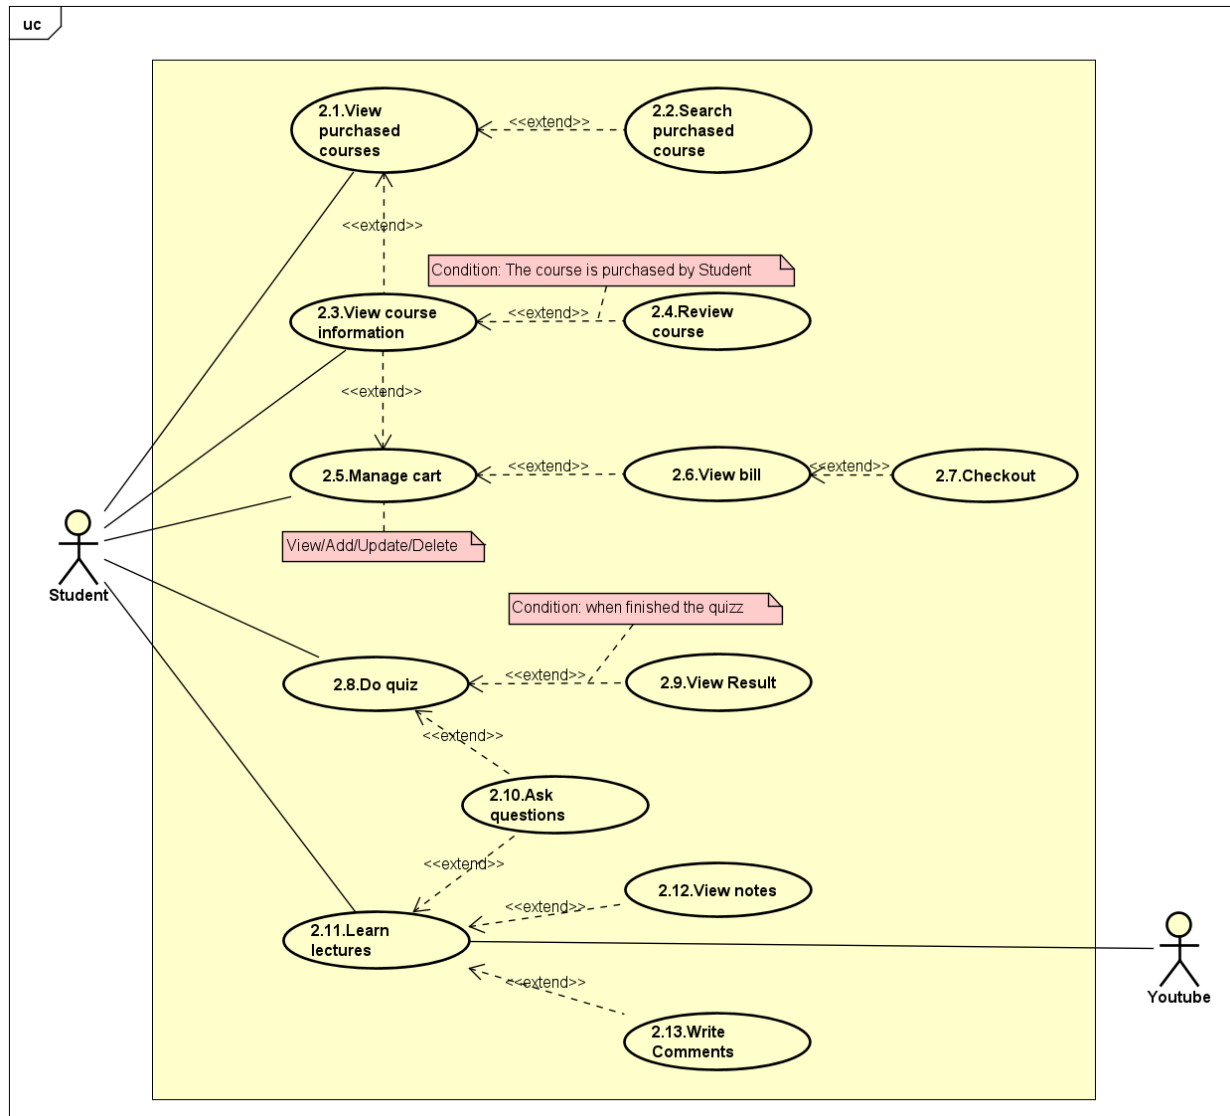 uc
2.1.View
purchased
courses
<<extend>>
2.2.Search
purchased
course
<<extend>>
Condition: The course is purchased by Student
2.3.View course
information
<<extend>>
2.4.Review
course
<<extend>>
2.5.Manage cart
<<extend>>
2.6.View bill
<<extend>>
2.7.Checkout
View/Add/Update/Delete
Student
Condition: when finished the quizz
2.8.Do quiz
<<extend>>
2.9.View Result
<<extend>>
2.10.Ask
questions
<<extend>>
2.12.View notes
<<extend>>
2.11.Learn
lectures
<<extend>>
Youtube
2.13.Write
Comments